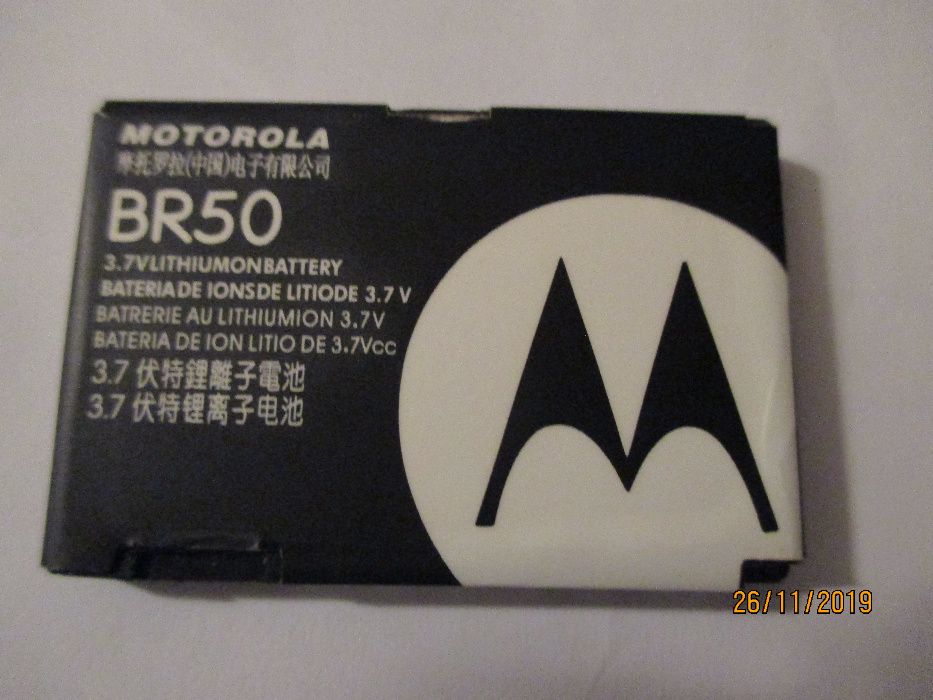 MOTOROLA
摩托罗拉(中国)电子有限公司
BR50
3.7VLITHIUMONBATTERY
BATERIADE IONSDE LITIODE 3.7 V
BATRERIE AU LITHIUMION 3.7V
BATERIA DE ION LITIO DE 3.7Vcc
3.7 伏特鋰離子電池
3.7 伏特锂离子电池
26/11/2019